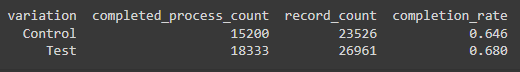 variation completed_process_count record_count completion_rate
Control 15200 23526 0.646
Test 18333 26961 0.680